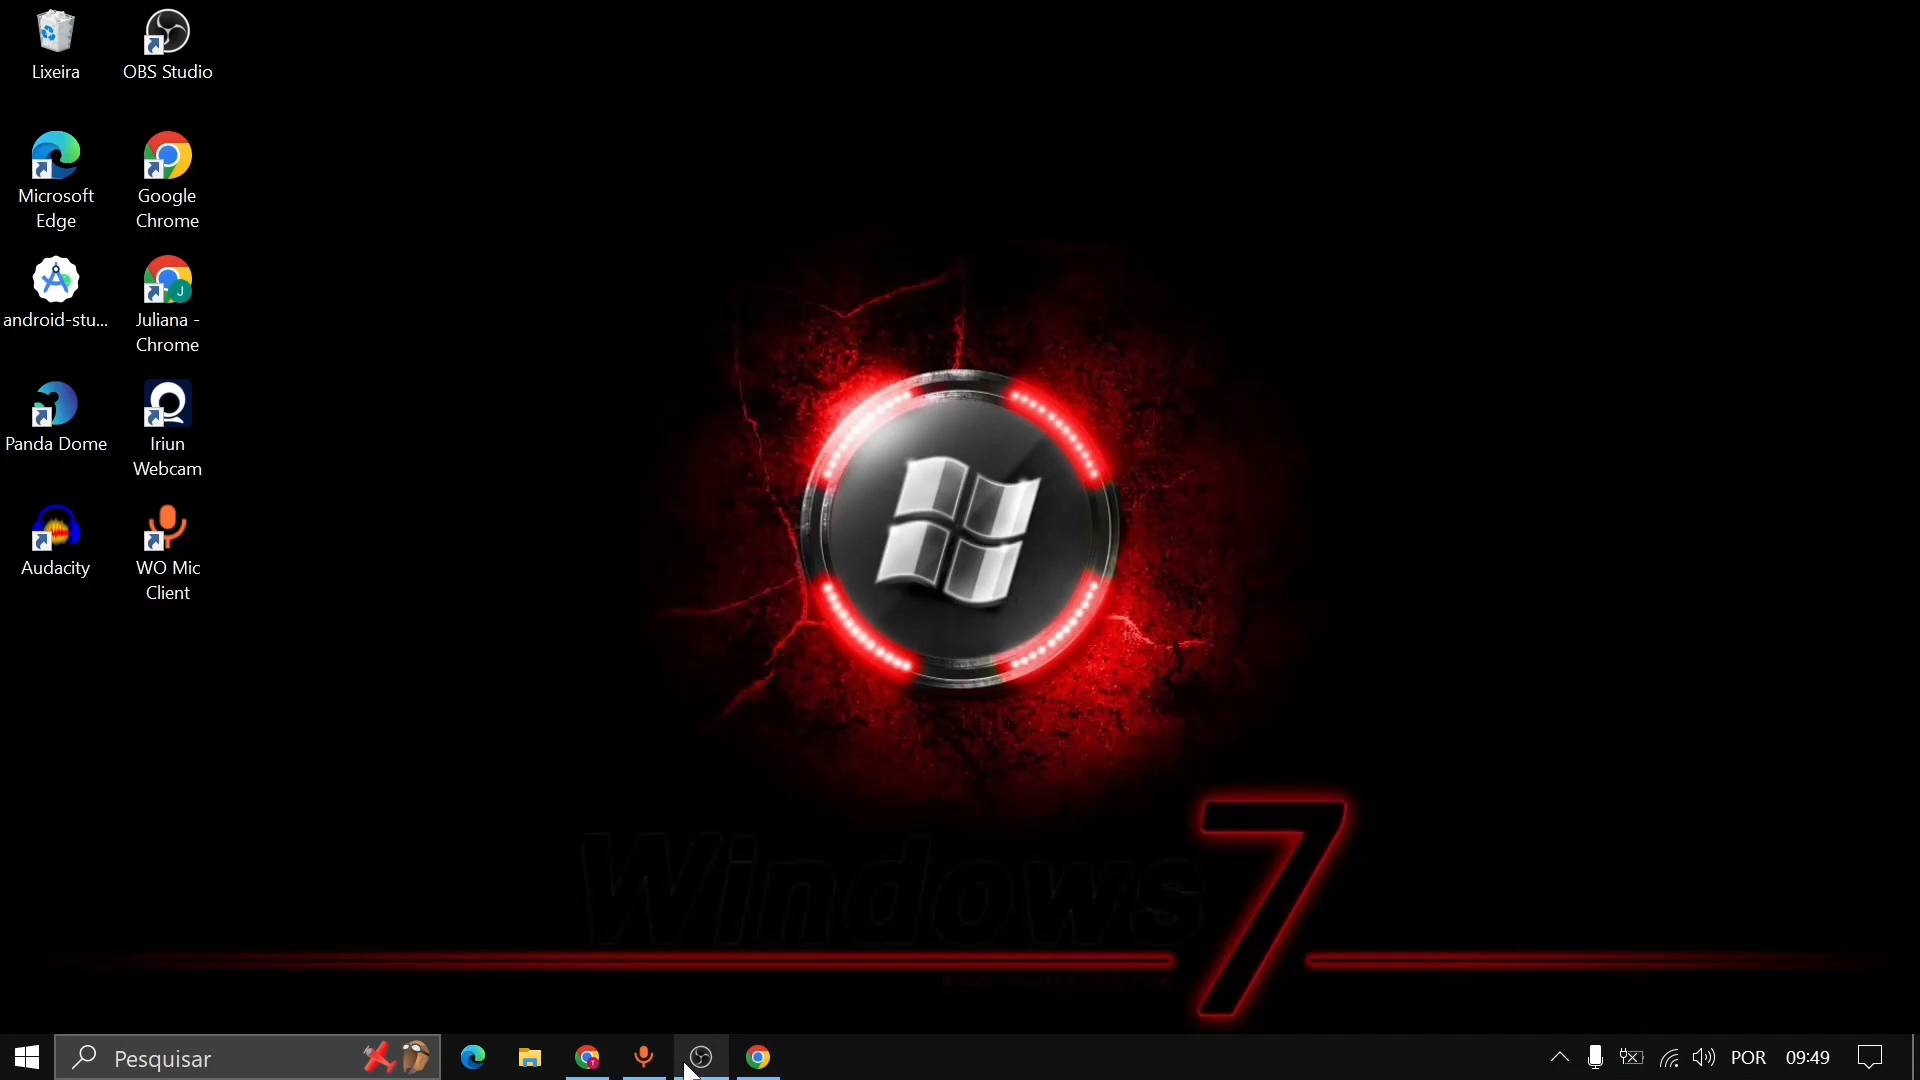 Lixeira
OBS Studio
Microsoft
Edge
Google
Chrome
android-stu...
Juliana -
Chrome
Panda Dome
Iriun
Webcam
Audacity
WO Mic
Client
Windows 7
Pesquisar
POR
09:49